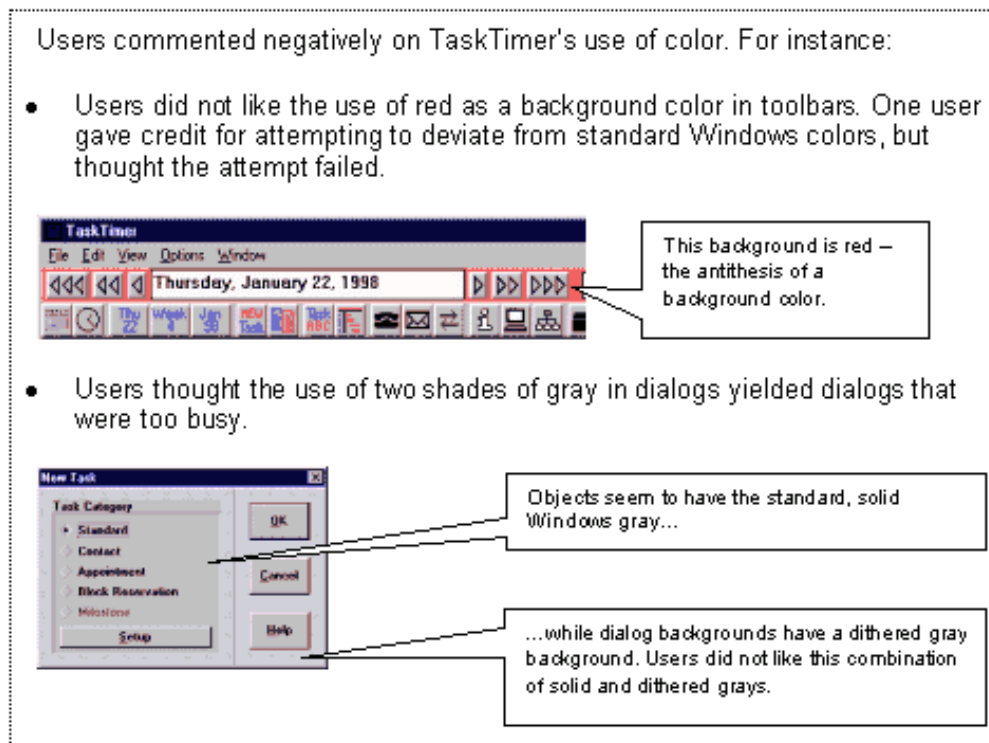 Users commented negatively on TaskTimer's use of color. For instance:
● Users did not like the use of red as a background color in toolbars. One user
gave credit for attempting to deviate from standard Windows colors, but
thought the attempt failed.
TaskTimer
File Edit View Options Window
Thursday, January 22, 1998
This background is red –
the antithesis of a
background color.
Thu 22 Week 4 Jan 98 NEW Task Task ABC
● Users thought the use of two shades of gray in dialogs yielded dialogs that
were too busy.
New Task
Task Category
Standard
Contact
Appointment
Block Reservation
Milestone
Setup
OK
Cancel
Help
Objects seem to have the standard, solid
Windows gray...
...while dialog backgrounds have a dithered gray
background. Users did not like this combination
of solid and dithered grays.